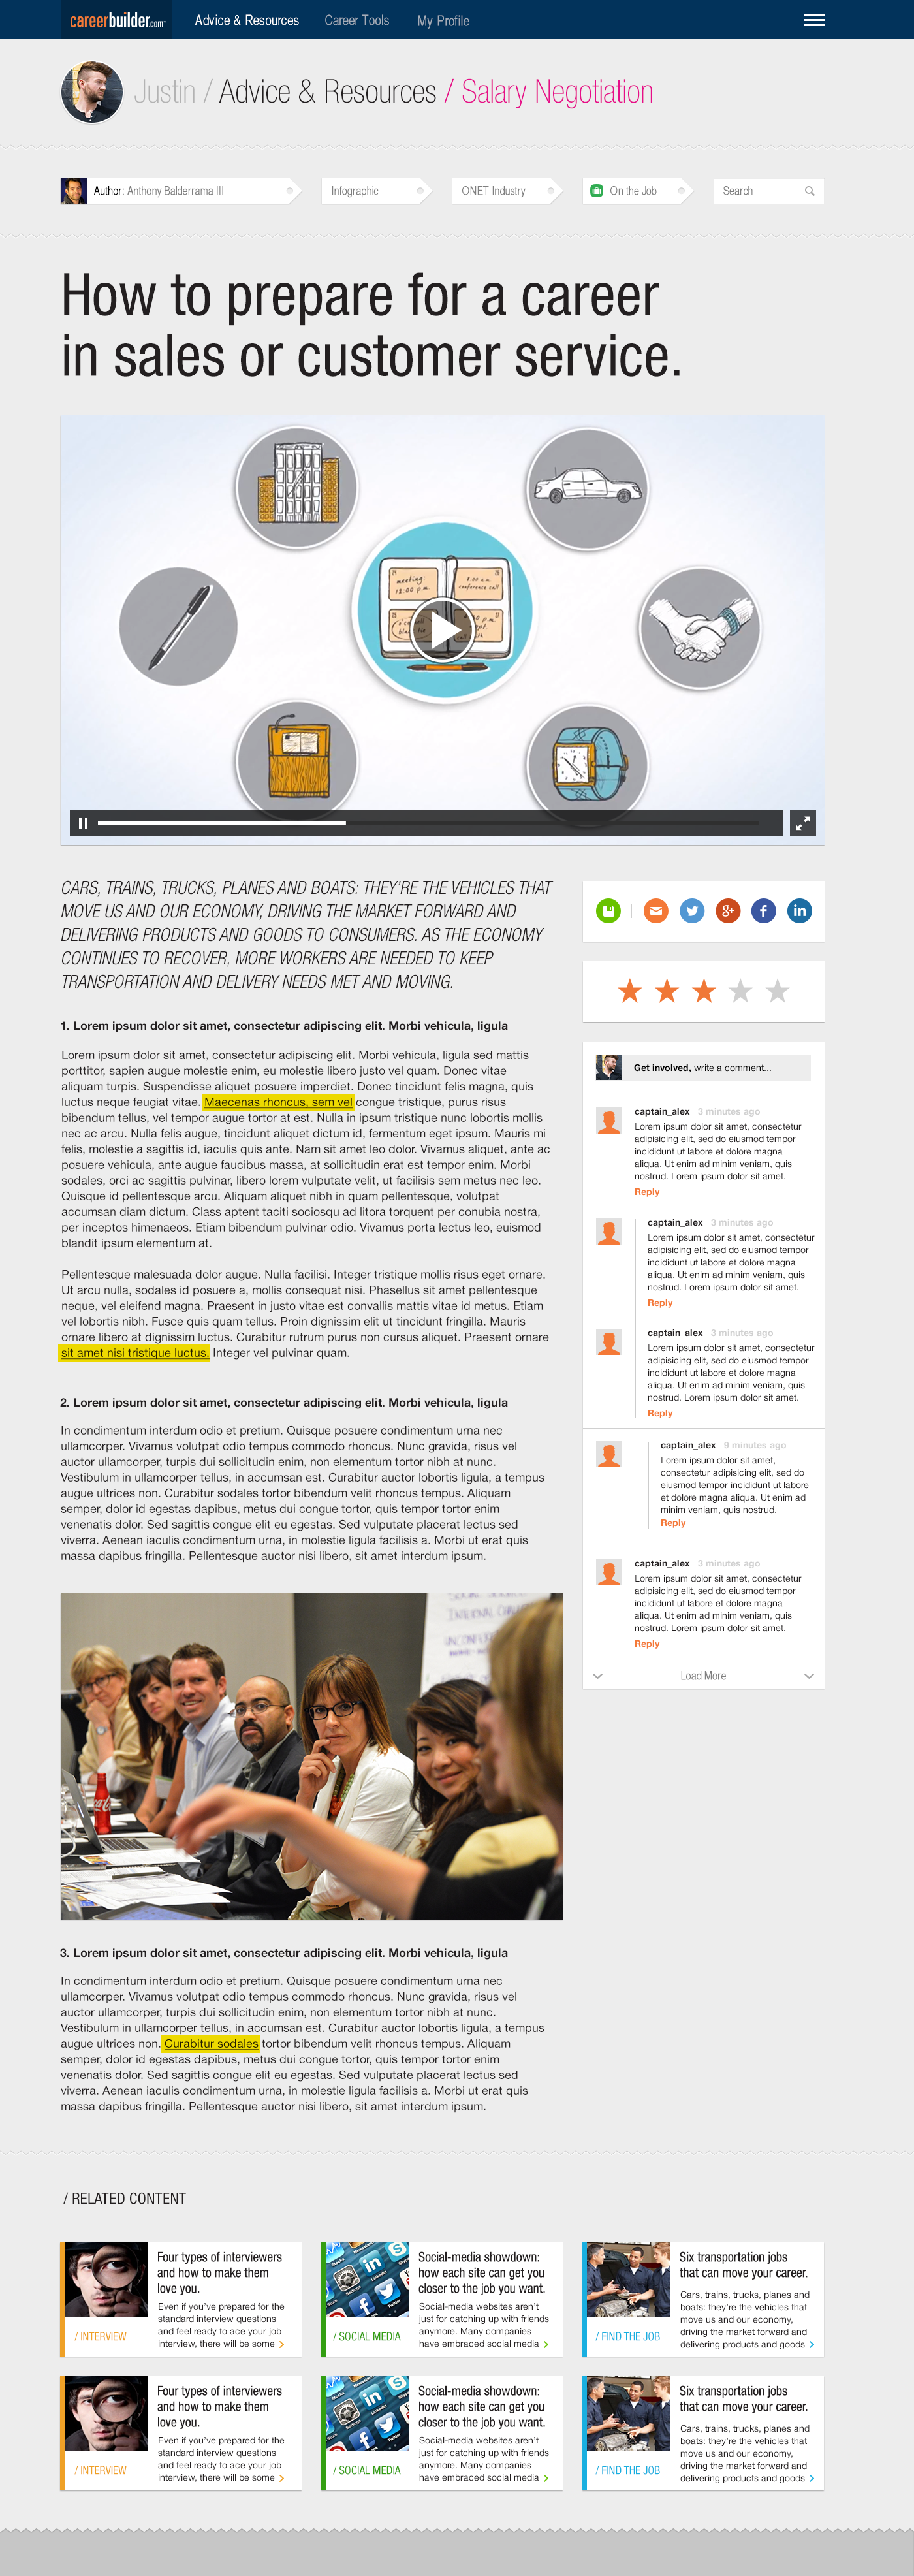 careerbuilder.com
Advice & Resources
Career Tools
My Profile
Justin / Advice & Resources / Salary Negotiation
Author: Anthony Balderrama III
Infographic
ONET Industry
On the Job
Search
How to prepare for a career
in sales or customer service.
meeting
12:00 p.m.
8:00 a.m.
conference call
CARS, TRAINS, TRUCKS, PLANES AND BOATS: THEY'RE THE VEHICLES THAT
MOVE US AND OUR ECONOMY, DRIVING THE MARKET FORWARD AND
DELIVERING PRODUCTS AND GOODS TO CONSUMERS. AS THE ECONOMY
CONTINUES TO RECOVER, MORE WORKERS ARE NEEDED TO KEEP
TRANSPORTATION AND DELIVERY NEEDS MET AND MOVING.
1. Lorem ipsum dolor sit amet, consectetur adipiscing elit. Morbi vehicula, ligula
Lorem ipsum dolor sit amet, consectetur adipiscing elit. Morbi vehicula, ligula sed mattis
porttitor, sapien augue molestie enim, eu molestie libero justo vel quam. Donec vitae
aliquam turpis. Suspendisse aliquet posuere imperdiet. Donec tincidunt felis magna, quis
luctus neque feugiat vitae. Maecenas rhoncus, sem vel congue tristique, purus risus
bibendum tellus, vel tempor augue tortor at est. Nulla in ipsum tristique nunc lobortis mollis
nec ac arcu. Nulla felis augue, tincidunt aliquet dictum id, fermentum eget ipsum. Mauris mi
felis, molestie a sagittis id, iaculis quis ante. Nam sit amet leo dolor. Vivamus aliquet, ante ac
posuere vehicula, ante augue faucibus massa, at sollicitudin erat est tempor enim. Morbi
sodales, orci ac sagittis pulvinar, libero lorem vulputate velit, ut facilisis sem metus nec leo.
Quisque id pellentesque arcu. Aliquam aliquet nibh in quam pellentesque, volutpat
accumsan diam dictum. Class aptent taciti sociosqu ad litora torquent per conubia nostra,
per inceptos himenaeos. Etiam bibendum pulvinar odio. Vivamus porta lectus leo, euismod
blandit ipsum elementum at.
Pellentesque malesuada dolor augue. Nulla facilisi. Integer tristique mollis risus eget ornare.
Ut arcu nulla, sodales id posuere a, mollis consequat nisi. Phasellus sit amet pellentesque
neque, vel eleifend magna. Praesent in justo vitae est convallis mattis vitae id metus. Etiam
vel lobortis nibh. Fusce quis quam tellus. Proin dignissim elit ut tincidunt fringilla. Mauris
ornare libero at dignissim luctus. Curabitur rutrum purus non cursus aliquet. Praesent ornare
sit amet nisi tristique luctus. Integer vel pulvinar quam.
2. Lorem ipsum dolor sit amet, consectetur adipiscing elit. Morbi vehicula, ligula
In condimentum interdum odio et pretium. Quisque posuere condimentum urna nec
ullamcorper. Vivamus volutpat odio tempus commodo rhoncus. Nunc gravida, risus vel
auctor ullamcorper, turpis dui sollicitudin enim, non elementum tortor nibh at nunc.
Vestibulum in ullamcorper tellus, in accumsan est. Curabitur auctor lobortis ligula, a tempus
augue ultrices non. Curabitur sodales tortor bibendum velit rhoncus tempus. Aliquam
semper, dolor id egestas dapibus, metus dui congue tortor, quis tempor tortor enim
venenatis dolor. Sed sagittis congue elit eu egestas. Sed vulputate placerat lectus sed
viverra. Aenean iaculis condimentum urna, in molestie ligula facilisis a. Morbi ut erat quis
massa dapibus fringilla. Pellentesque auctor nisi libero, sit amet interdum ipsum.
3. Lorem ipsum dolor sit amet, consectetur adipiscing elit. Morbi vehicula, ligula
In condimentum interdum odio et pretium. Quisque posuere condimentum urna nec
ullamcorper. Vivamus volutpat odio tempus commodo rhoncus. Nunc gravida, risus vel
auctor ullamcorper, turpis dui sollicitudin enim, non elementum tortor nibh at nunc.
Vestibulum in ullamcorper tellus, in accumsan est. Curabitur auctor lobortis ligula, a tempus
augue ultrices non. Curabitur sodales tortor bibendum velit rhoncus tempus. Aliquam
semper, dolor id egestas dapibus, metus dui congue tortor, quis tempor tortor enim
venenatis dolor. Sed sagittis congue elit eu egestas. Sed vulputate placerat lectus sed
viverra. Aenean iaculis condimentum urna, in molestie ligula facilisis a. Morbi ut erat quis
massa dapibus fringilla. Pellentesque auctor nisi libero, sit amet interdum ipsum.
Get involved, write a comment...
captain_alex 3 minutes ago
Lorem ipsum dolor sit amet, consectetur
adipisicing elit, sed do eiusmod tempor
incididunt ut labore et dolore magna
aliqua. Ut enim ad minim veniam, quis
nostrud. Lorem ipsum dolor sit amet.
Reply
captain_alex 3 minutes ago
Lorem ipsum dolor sit amet, consectetur
adipisicing elit, sed do eiusmod tempor
incididunt ut labore et dolore magna
aliqua. Ut enim ad minim veniam, quis
nostrud. Lorem ipsum dolor sit amet.
Reply
captain_alex 3 minutes ago
Lorem ipsum dolor sit amet, consectetur
adipisicing elit, sed do eiusmod tempor
incididunt ut labore et dolore magna
aliqua. Ut enim ad minim veniam, quis
nostrud. Lorem ipsum dolor sit amet.
Reply
captain_alex 9 minutes ago
Lorem ipsum dolor sit amet,
consectetur adipisicing elit, sed do
eiusmod tempor incididunt ut labore
et dolore magna aliqua. Ut enim ad
minim veniam, quis nostrud.
Reply
captain_alex 3 minutes ago
Lorem ipsum dolor sit amet, consectetur
adipisicing elit, sed do eiusmod tempor
incididunt ut labore et dolore magna
aliqua. Ut enim ad minim veniam, quis
nostrud. Lorem ipsum dolor sit amet.
Reply
Load More
/ RELATED CONTENT
Four types of interviewers
and how to make them
love you.
Even if you've prepared for the
standard interview questions
and feel ready to ace your job
interview, there will be some
/ INTERVIEW
Social-media showdown:
how each site can get you
closer to the job you want.
Social-media websites aren't
just for catching up with friends
anymore. Many companies
have embraced social media
/ SOCIAL MEDIA
Six transportation jobs
that can move your career.
Cars, trains, trucks, planes and
boats: they're the vehicles that
move us and our economy,
driving the market forward and
delivering products and goods
/ FIND THE JOB
Four types of interviewers
and how to make them
love you.
Even if you've prepared for the
standard interview questions
and feel ready to ace your job
interview, there will be some
/ INTERVIEW
Social-media showdown:
how each site can get you
closer to the job you want.
Social-media websites aren't
just for catching up with friends
anymore. Many companies
have embraced social media
/ SOCIAL MEDIA
Six transportation jobs
that can move your career.
Cars, trains, trucks, planes and
boats: they're the vehicles that
move us and our economy,
driving the market forward and
delivering products and goods
/ FIND THE JOB